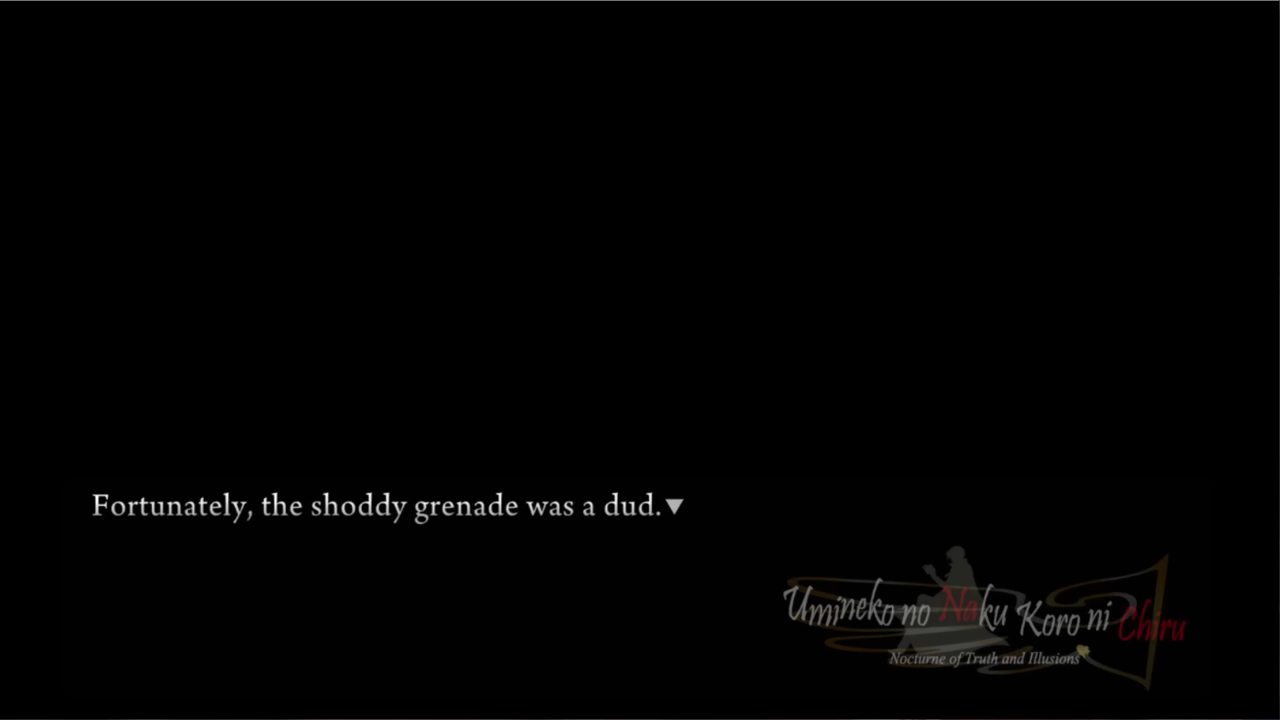 Fortunately, the shoddy grenade was a dud.
Umineko no Naku Koro ni Chiru
Nocturne of Truth and Illusions